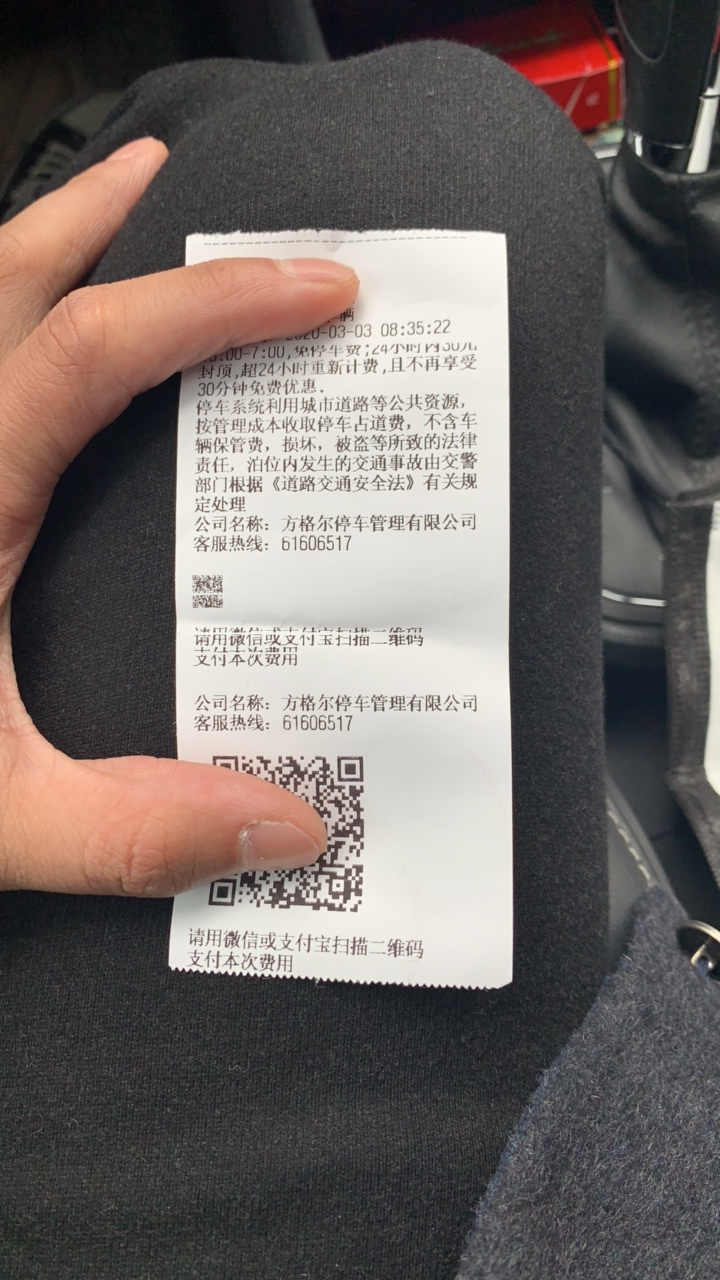 辆
2020-03-03 08:35:22
:00-7:00,免停车费;24小时内30元
封顶,超24小时重新计费,且不再享受
30分钟免费优惠.
停车系统利用城市道路等公共资源,
按管理成本收取停车占道费, 不含车
辆保管费, 损坏, 被盗等所致的法律
责任, 泊位内发生的交通事故由交警
部门根据《道路交通安全法》有关规
定处理
公司名称: 方格尔停车管理有限公司
客服热线: 61606517
请用微信或支付宝扫描二维码
支付本次费用
公司名称: 方格尔停车管理有限公司
客服热线: 61606517
请用微信或支付宝扫描二维码
支付本次费用